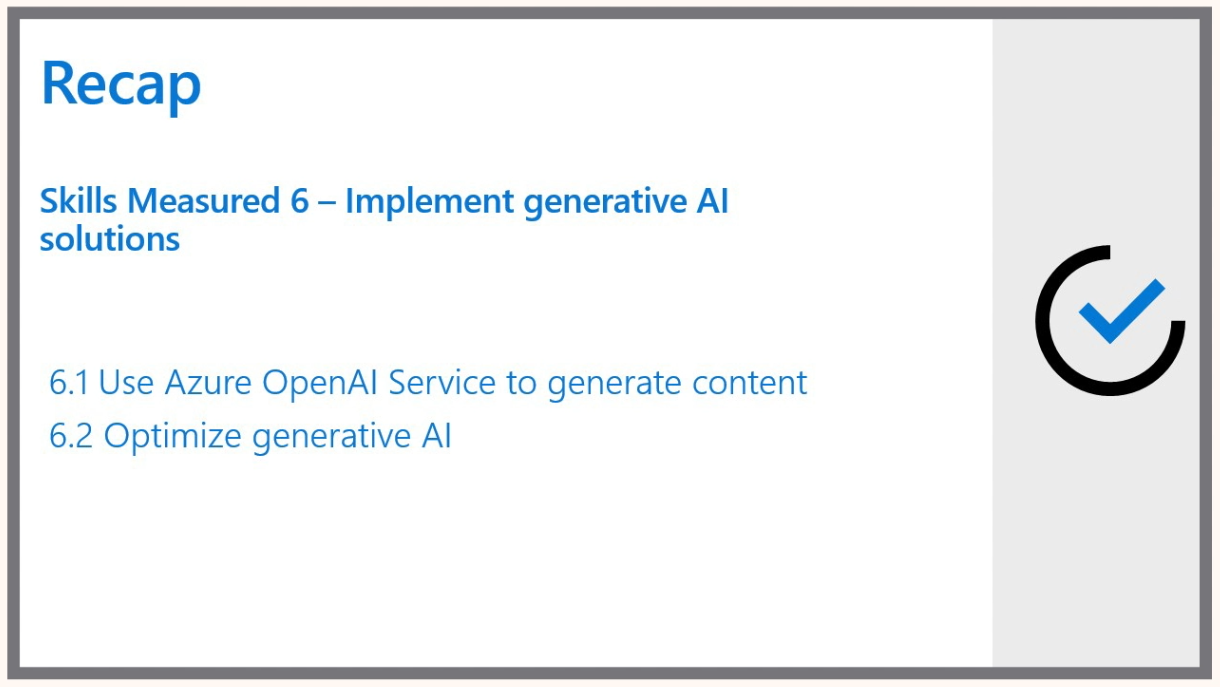 Recap
Skills Measured 6 – Implement generative AI
solutions
6.1 Use Azure OpenAI Service to generate content
6.2 Optimize generative AI